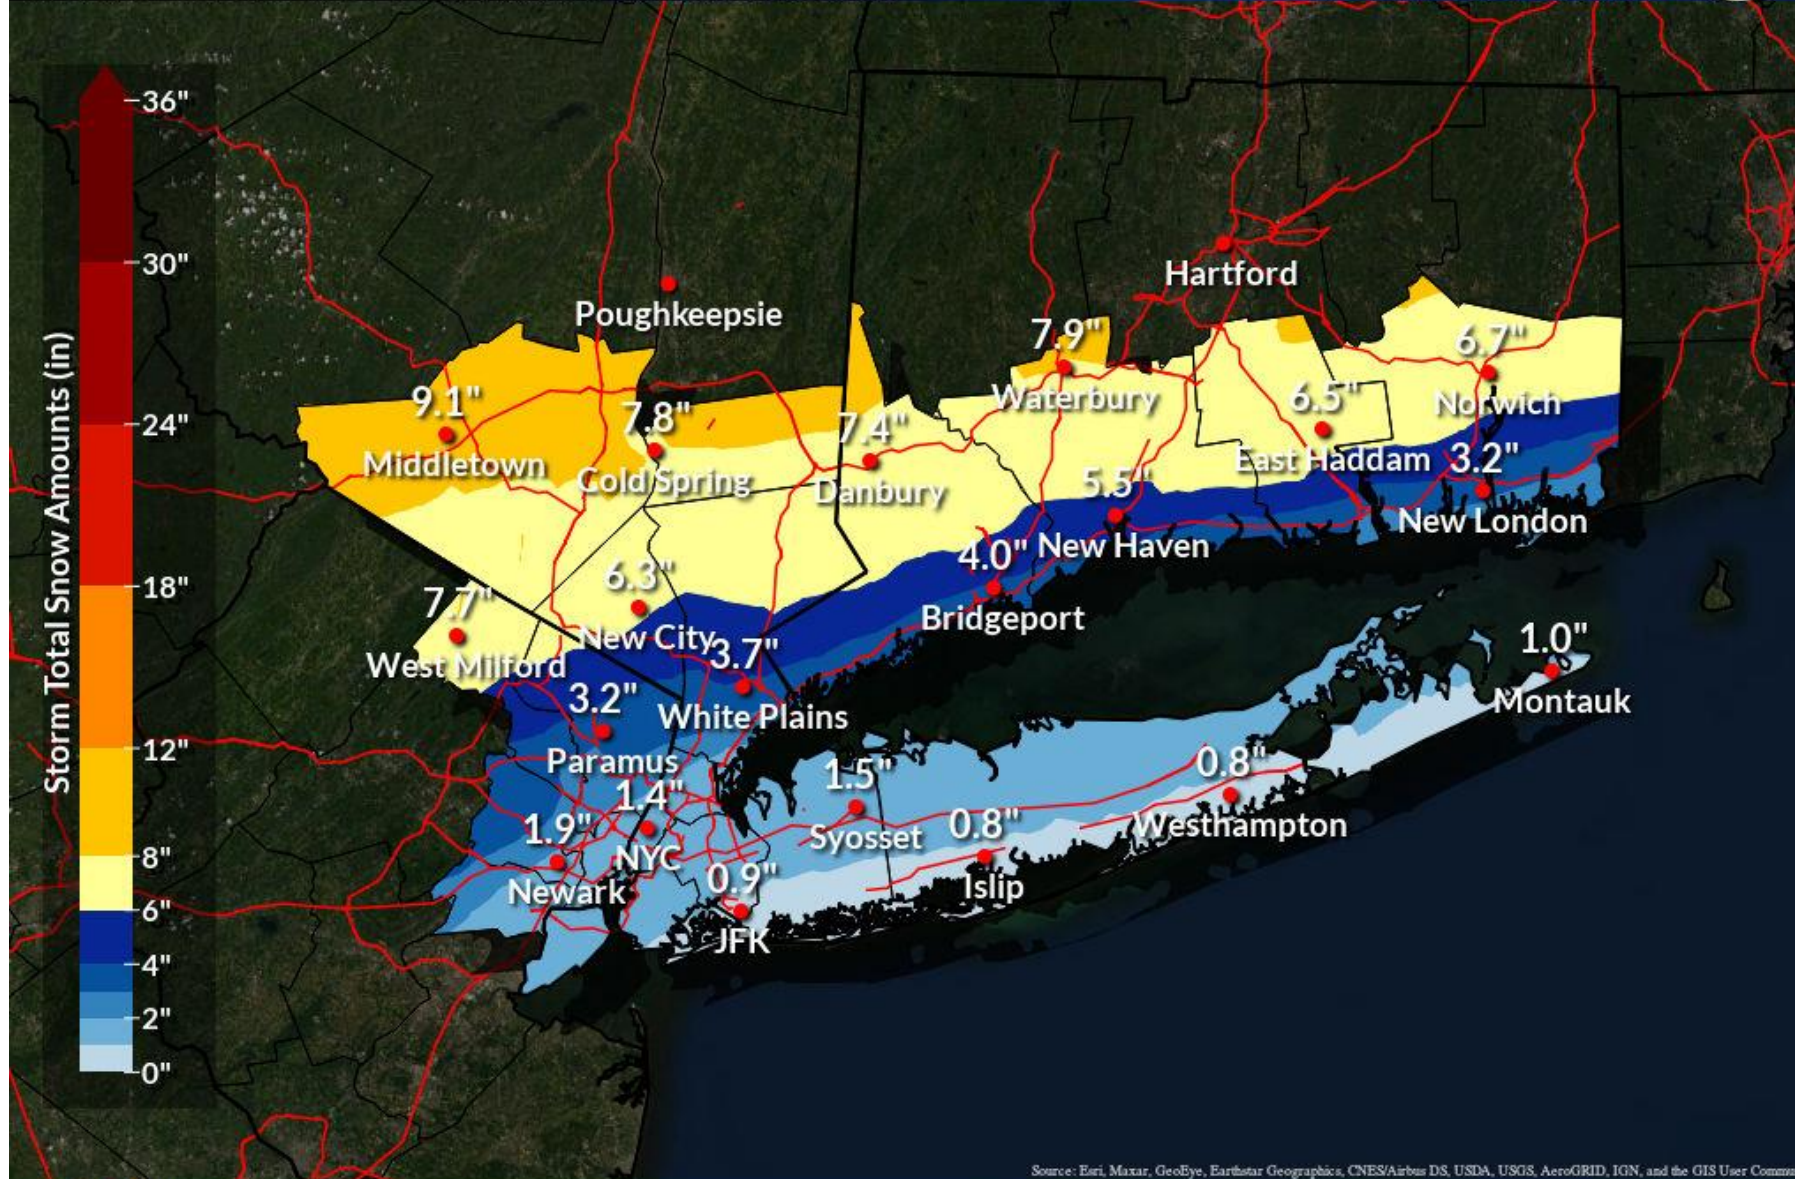 Storm Total Snow Amounts (in)
36"
30"
24"
18"
12"
8"
6"
4"
2"
0"
Hartford
Poughkeepsie
7.9"
Waterbury
6.7"
Norwich
9.1"
Middletown
7.8"
Cold Spring
7.4"
Danbury
6.5"
East Haddam
3.2"
New London
5.5"
New Haven
4.0"
Bridgeport
6.3"
New City
7.7"
West Milford
3.7"
White Plains
3.2"
Paramus
1.0"
Montauk
1.4"
NYC
1.5"
Syosset
0.8"
Westhampton
1.9"
Newark
0.8"
Islip
0.9"
JFK
Source: Esri, Maxar, GeoEye, Earthstar Geographics, CNES/Airbus DS, USDA, USGS, AeroGRID, IGN, and the GIS User Commu